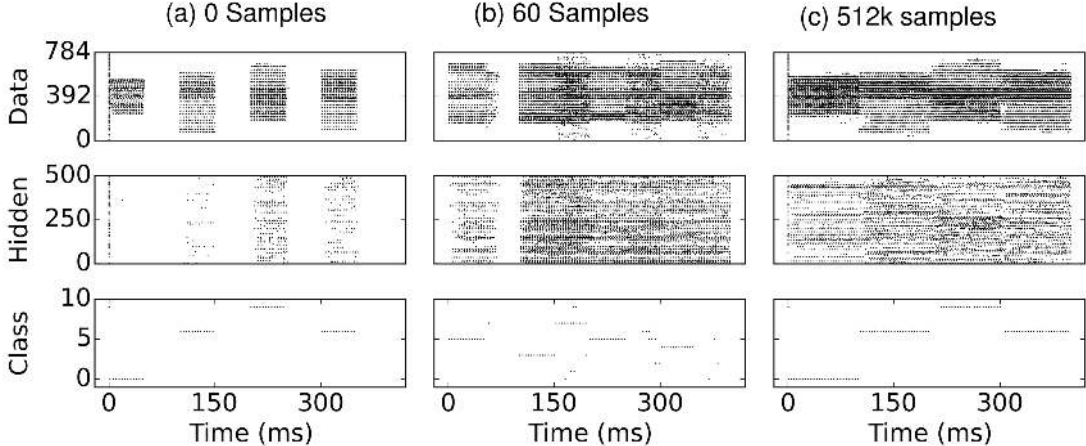 (a) 0 Samples
(b) 60 Samples
(c) 512k samples
Data
784
392
0
Hidden
500
250
0
Class
10
5
0
0 150 300
0 150 300
0 150 300
Time (ms)
Time (ms)
Time (ms)